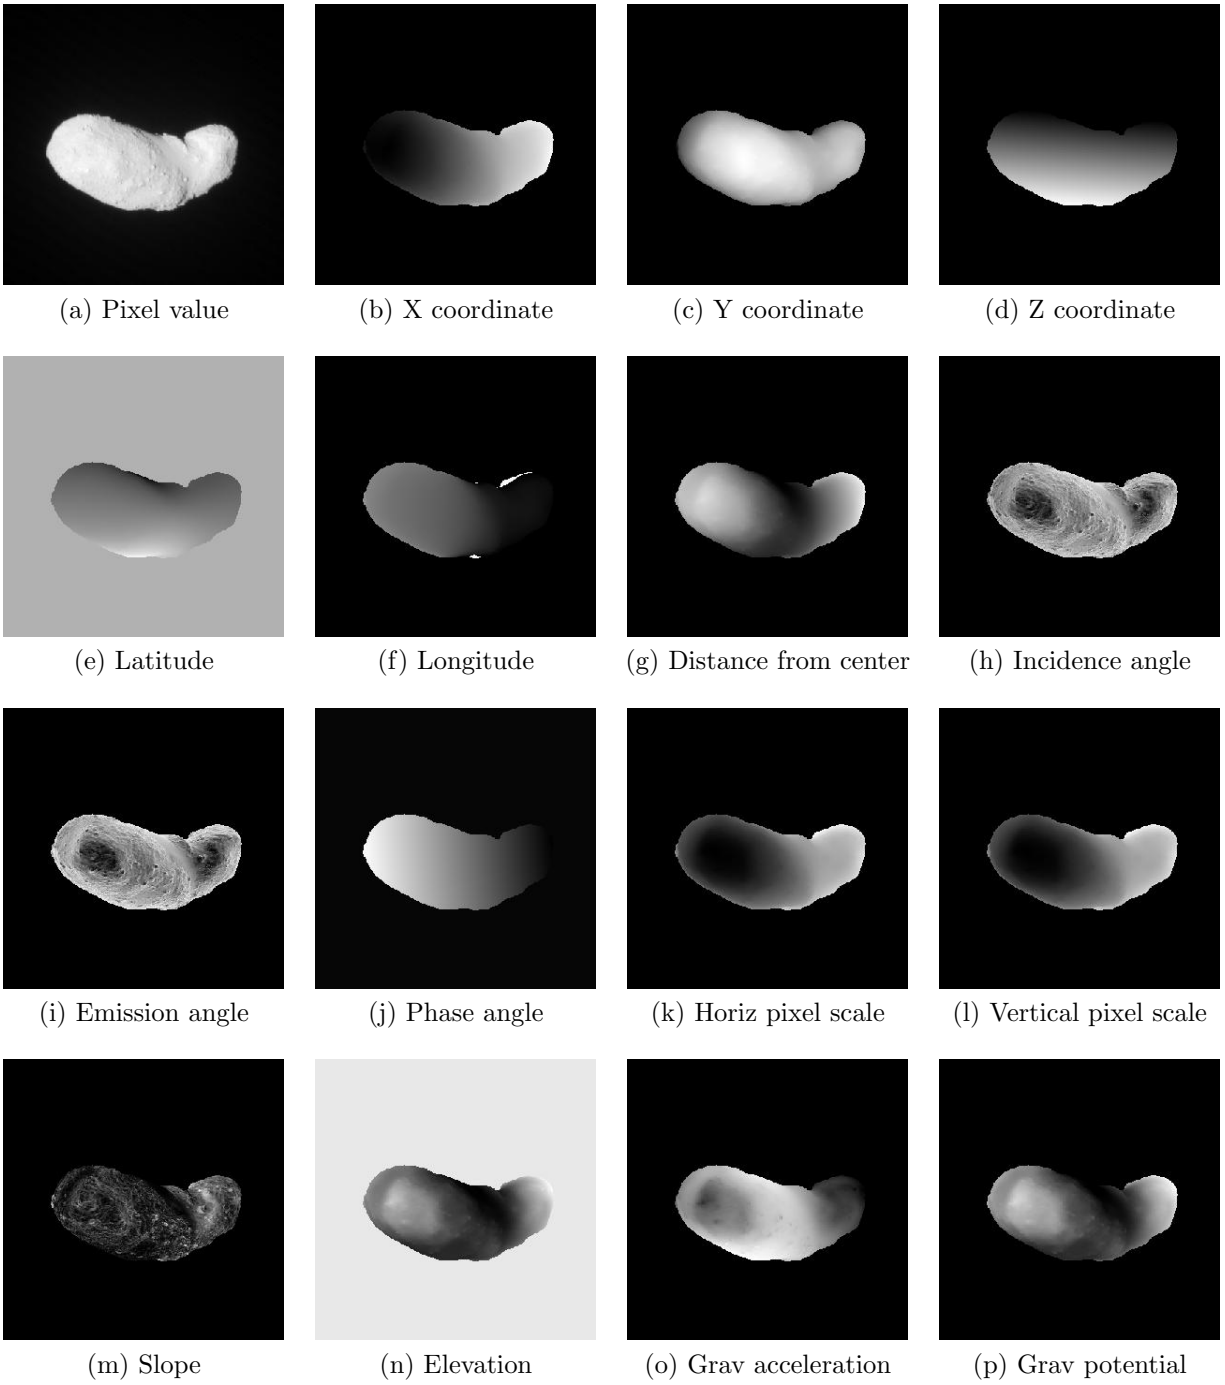 (a) Pixel value
(b) X coordinate
(c) Y coordinate
(d) Z coordinate
(e) Latitude
(f) Longitude
(g) Distance from center
(h) Incidence angle
(i) Emission angle
(j) Phase angle
(k) Horiz pixel scale
(l) Vertical pixel scale
(m) Slope
(n) Elevation
(o) Grav acceleration
(p) Grav potential